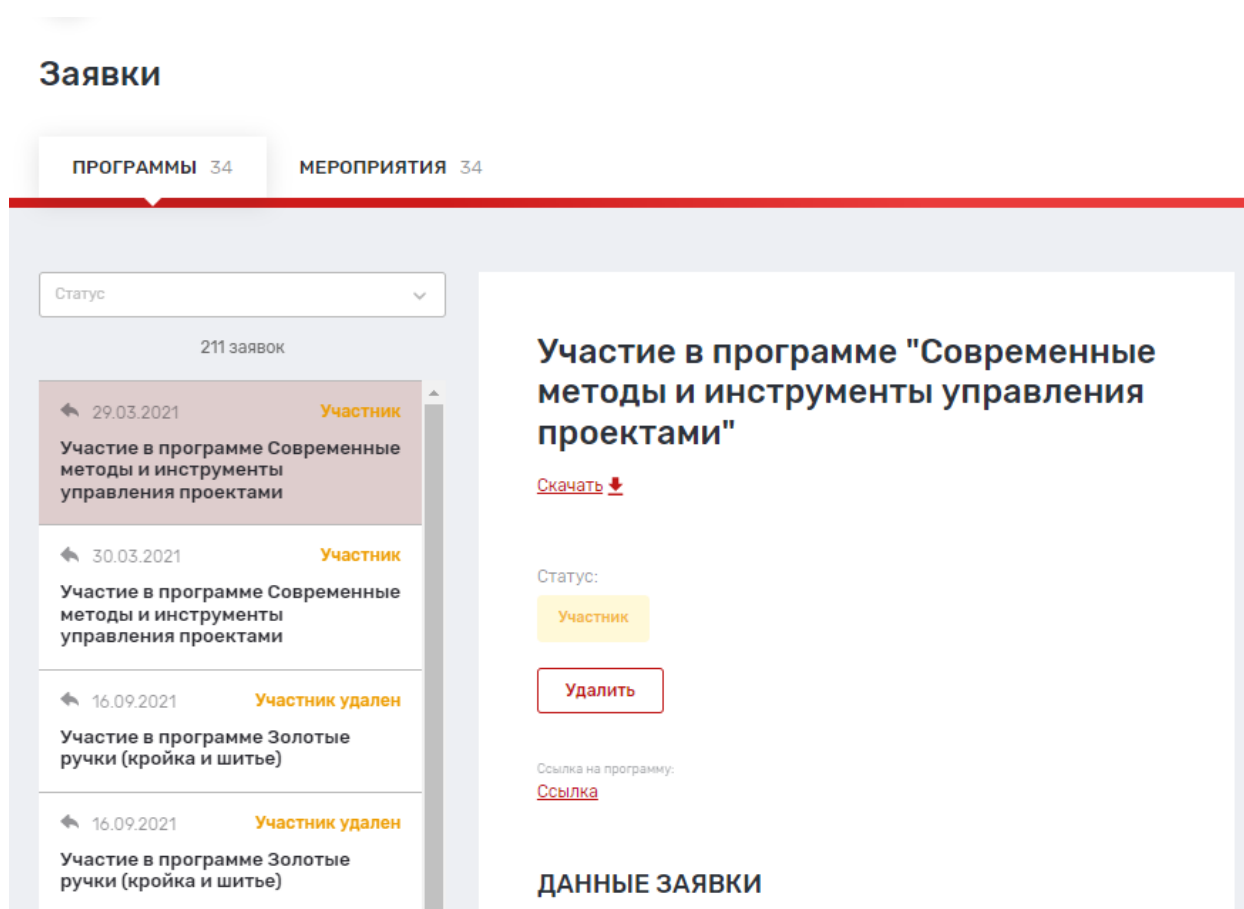 Заявки
ПРОГРАММЫ 34 МЕРОПРИЯТИЯ 34
Статус
211 заявок
29.03.2021 Участник
Участие в программе Современные
методы и инструменты
управления проектами
30.03.2021 Участник
Участие в программе Современные
методы и инструменты
управления проектами
16.09.2021 Участник удален
Участие в программе Золотые
ручки (кройка и шитье)
16.09.2021 Участник удален
Участие в программе Золотые
ручки (кройка и шитье)
Участие в программе "Современные
методы и инструменты управления
проектами"
Скачать
Статус:
Участник
Удалить
Ссылка на программу:
Ссылка
ДАННЫЕ ЗАЯВКИ